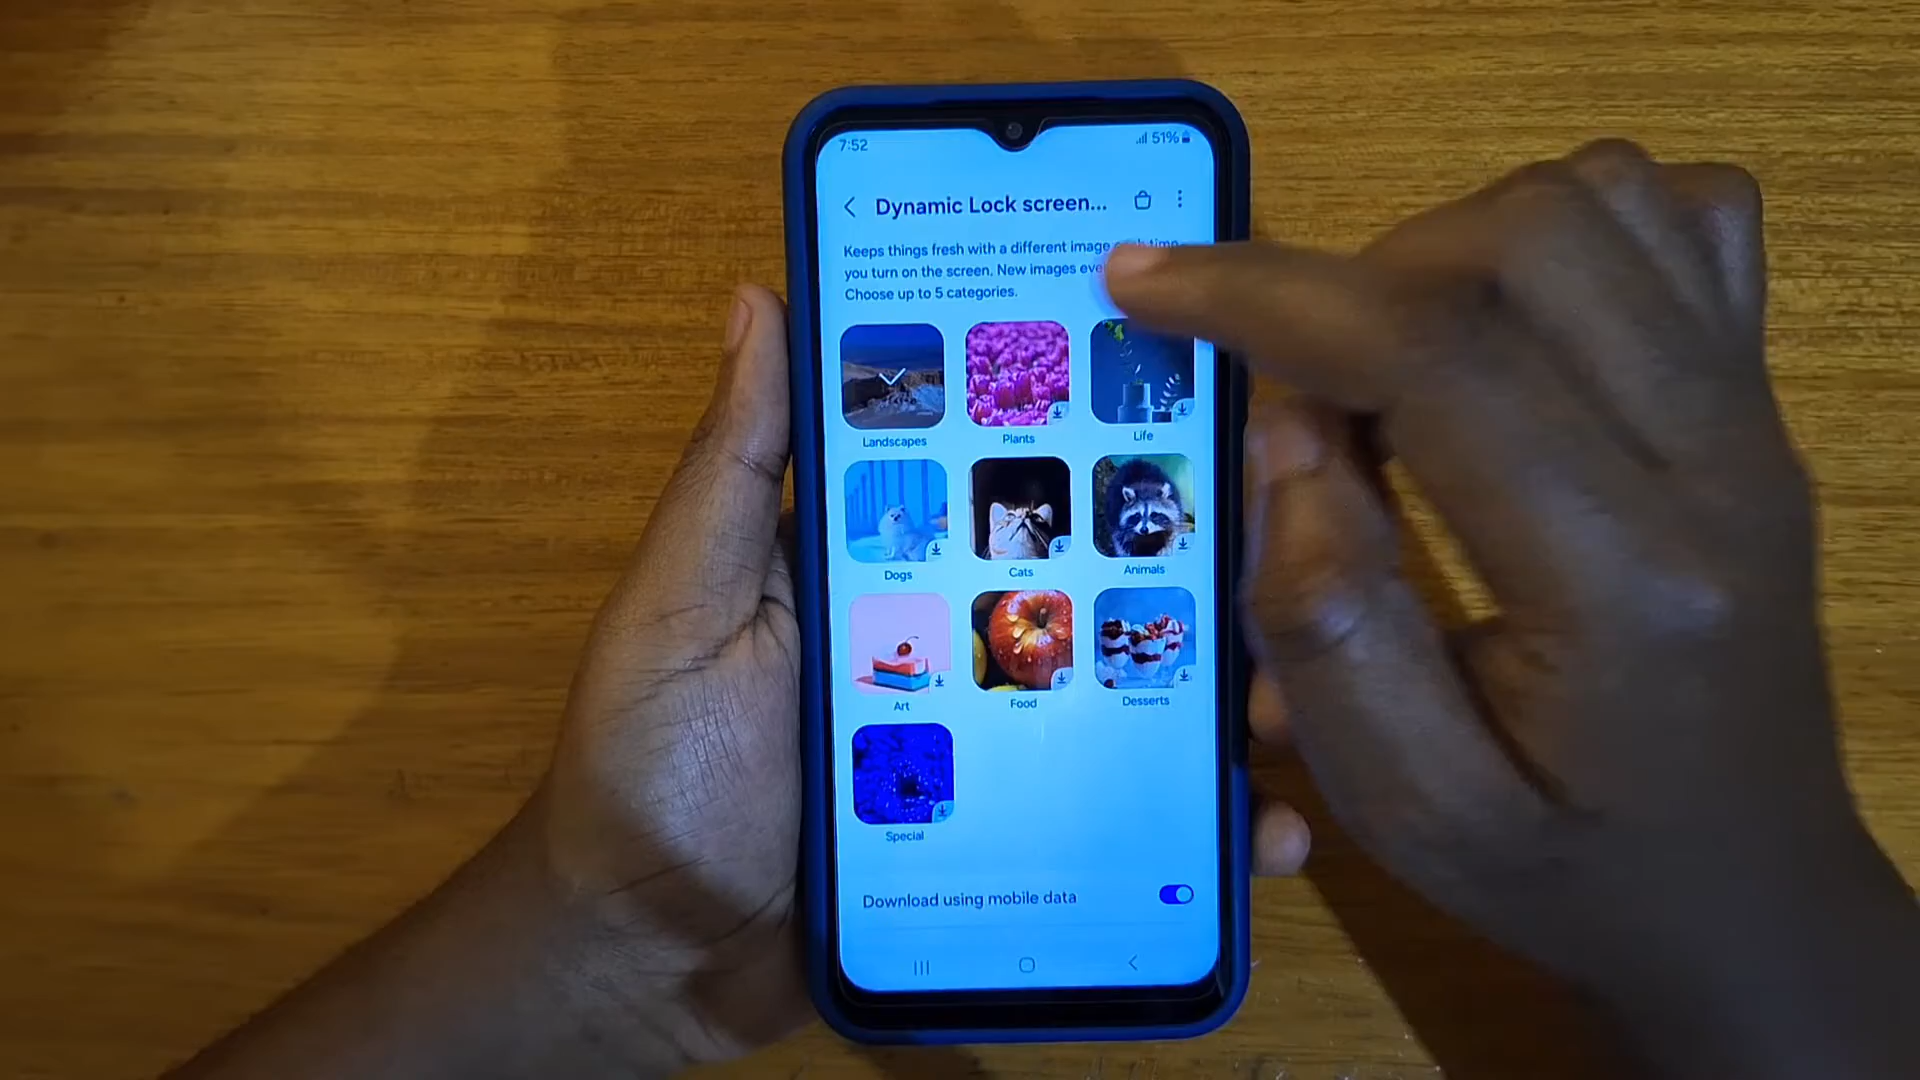 7:52
51%
Dynamic Lock screen...
Keeps things fresh with a different image
you turn on the screen. New images
Choose up to 5 categories.
Landscapes
Plants
Life
Dogs
Cats
Animals
Art
Food
Desserts
Special
Download using mobile data